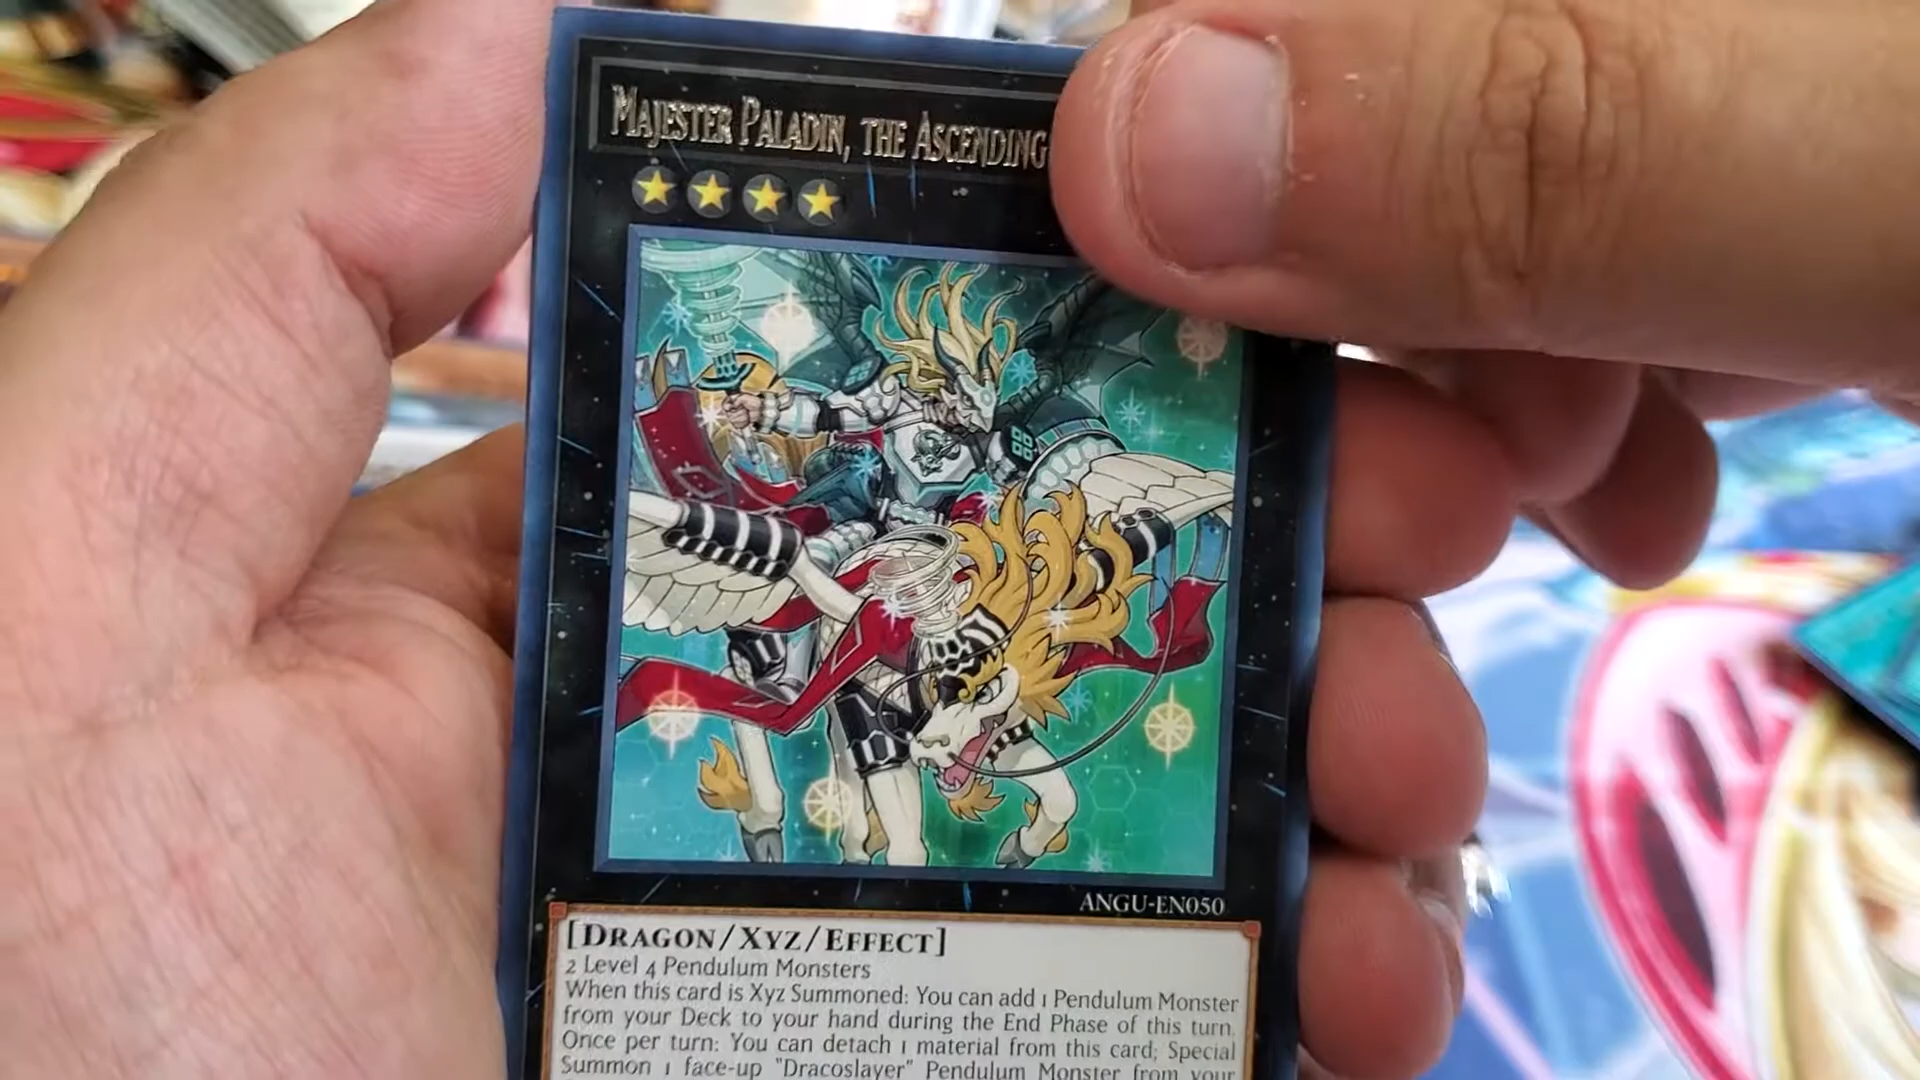 Majester Paladin, the Ascending
ANGU-EN050
[Dragon/Xyz/Effect]
2 Level 4 Pendulum Monsters
When this card is Xyz Summoned: You can add 1 Pendulum Monster
from your Deck to your hand during the End Phase of this turn.
Once per turn: You can detach 1 material from this card; Special
Summon 1 face-up "Dracoslayer" Pendulum Monster from your